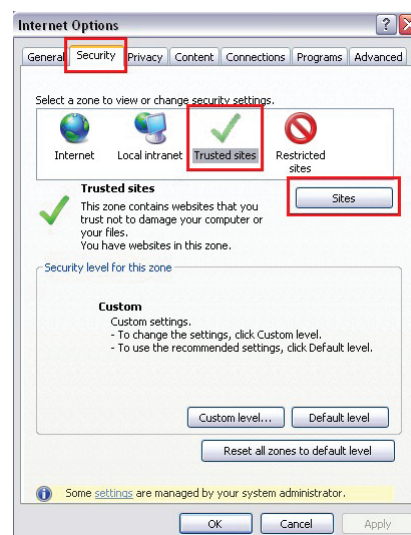 Internet Options
General Security Privacy Content Connections Programs Advanced
Select a zone to view or change security settings.
Internet Local intranet Trusted sites Restricted
sites
Trusted sites
Sites
This zone contains websites that you
trust not to damage your computer or
your files.
You have websites in this zone.
Security level for this zone
Custom
Custom settings.
- To change the settings, click Custom level.
- To use the recommended settings, click Default level.
Custom level... Default level
Reset all zones to default level
Some settings are managed by your system administrator.
OK Cancel Apply